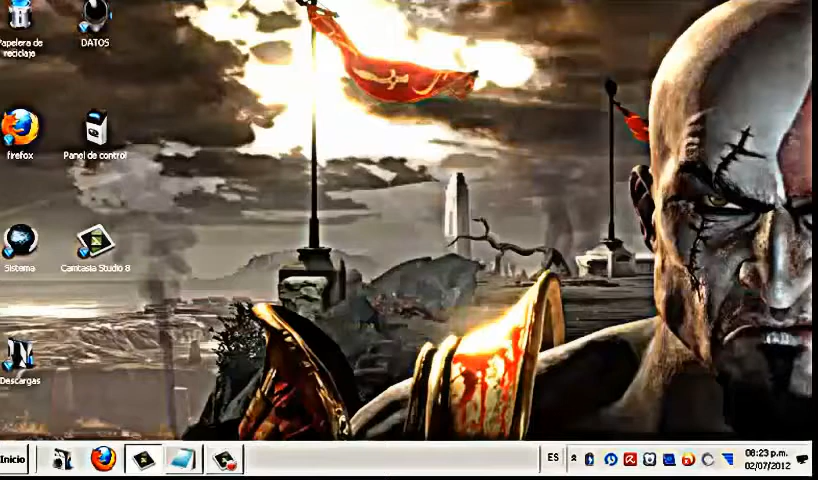 Papelera de
reciclaje
DATOS
firefox
Panel de control
Sistema
Camtasia Studio 8
Descargas
Inicio
ES
08:23 p.m.
02/07/2012